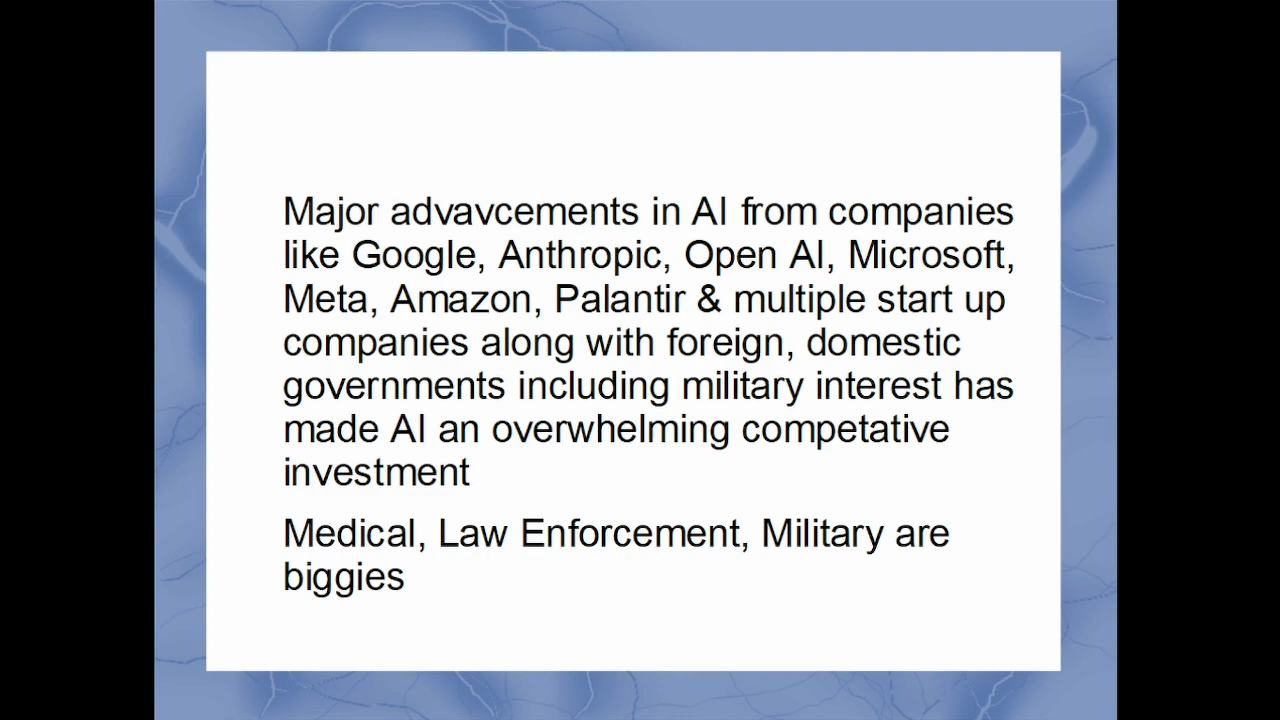 Major advavcements in AI from companies
like Google, Anthropic, Open AI, Microsoft,
Meta, Amazon, Palantir & multiple start up
companies along with foreign, domestic
governments including military interest has
made AI an overwhelming competative
investment
Medical, Law Enforcement, Military are
biggies